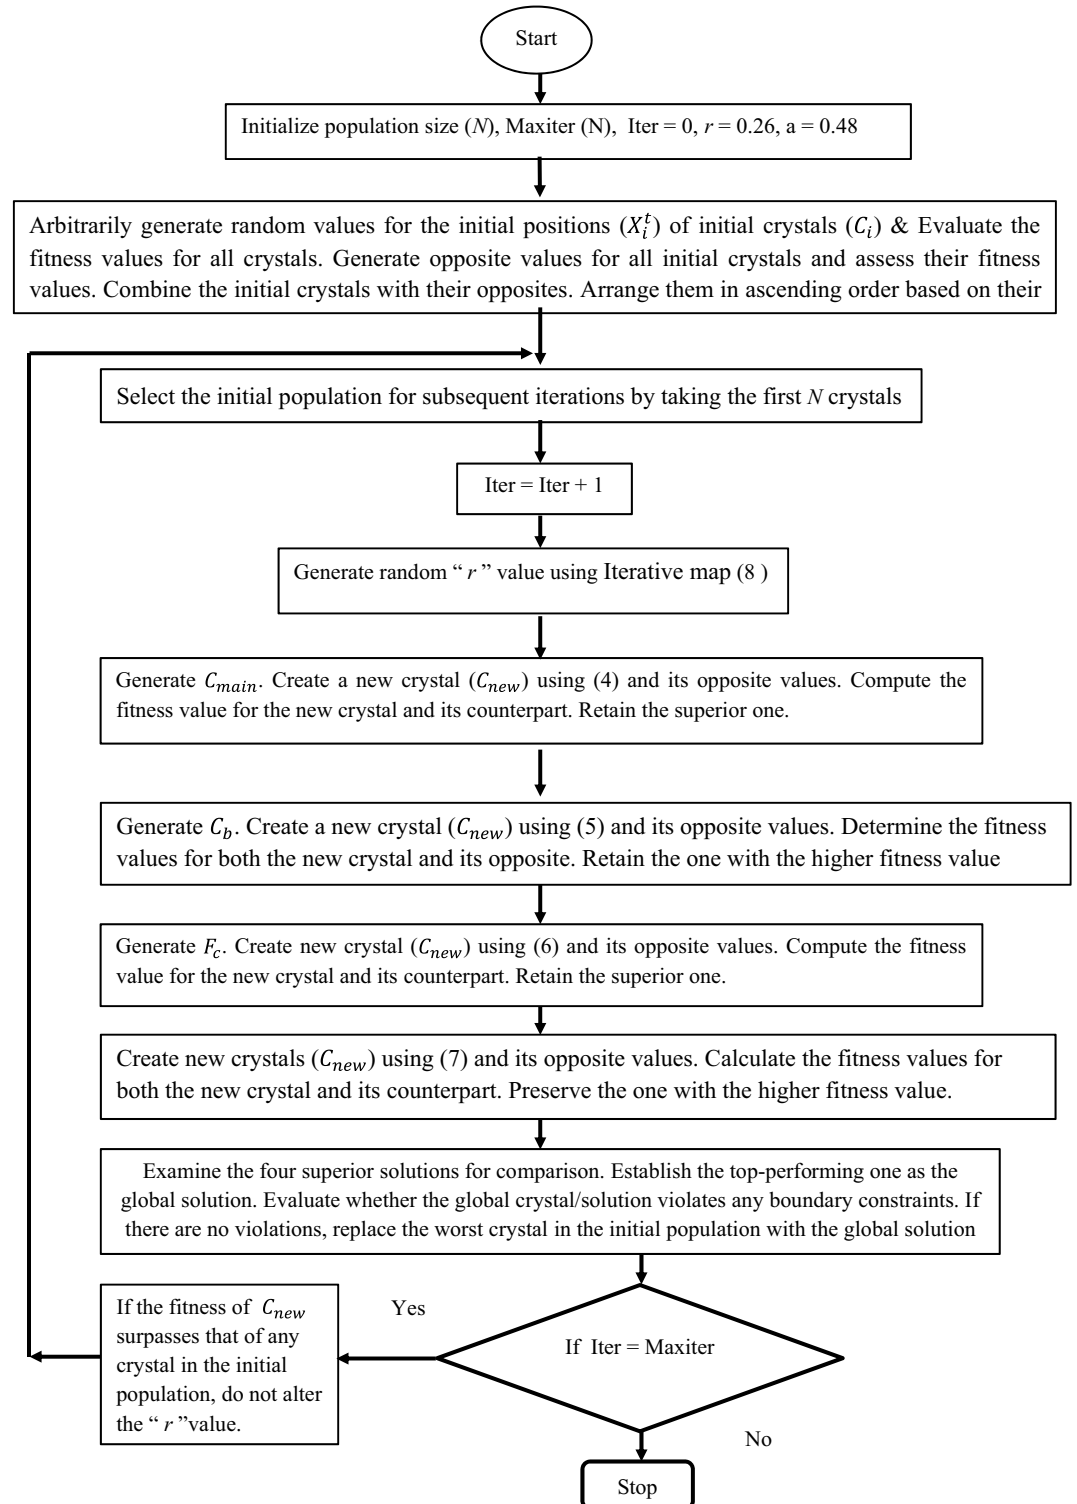 Start
Initialize population size (N), Maxiter (N), Iter = 0, r = 0.26, a = 0.48
Arbitrarily generate random values for the initial positions (X_i^t) of initial crystals (C_i) & Evaluate the
fitness values for all crystals. Generate opposite values for all initial crystals and assess their fitness
values. Combine the initial crystals with their opposites. Arrange them in ascending order based on their
Select the initial population for subsequent iterations by taking the first N crystals
Iter = Iter + 1
Generate random “ r ” value using Iterative map (8 )
Generate C_main. Create a new crystal (C_new) using (4) and its opposite values. Compute the
fitness value for the new crystal and its counterpart. Retain the superior one.
Generate C_b. Create a new crystal (C_new) using (5) and its opposite values. Determine the fitness
values for both the new crystal and its opposite. Retain the one with the higher fitness value
Generate F_c. Create new crystal (C_new) using (6) and its opposite values. Compute the fitness
value for the new crystal and its counterpart. Retain the superior one.
Create new crystals (C_new) using (7) and its opposite values. Calculate the fitness values for
both the new crystal and its counterpart. Preserve the one with the higher fitness value.
Examine the four superior solutions for comparison. Establish the top-performing one as the
global solution. Evaluate whether the global crystal/solution violates any boundary constraints. If
there are no violations, replace the worst crystal in the initial population with the global solution
If Iter = Maxiter
Yes
If the fitness of C_new
surpasses that of any
crystal in the initial
population, do not alter
the “ r ”value.
No
Stop